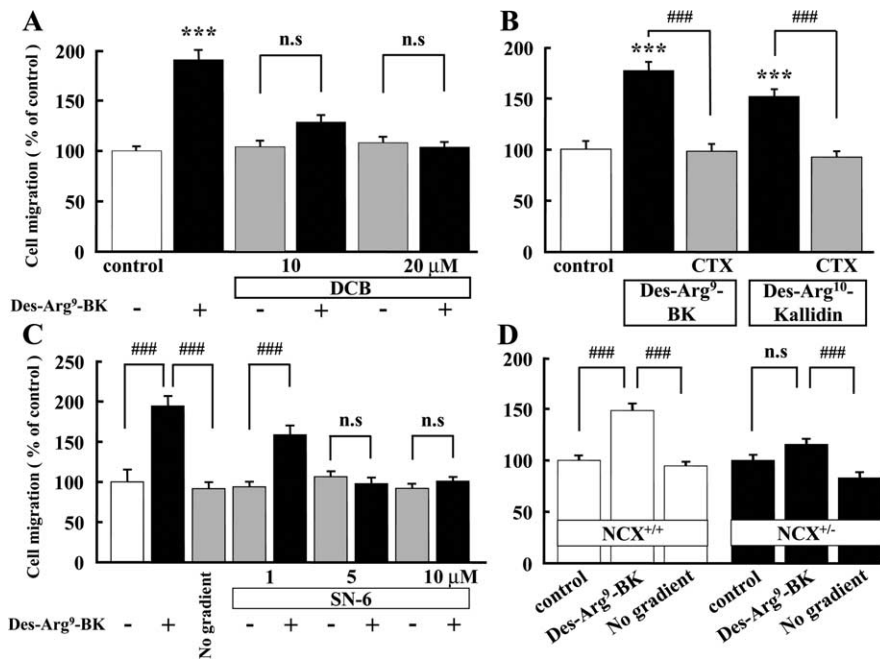 A
Cell migration ( % of control )
200
150
100
50
0
***
n.s
n.s
control
10
20 μM
DCB
Des-Arg⁹-BK
- + - + - +
B
200
150
100
50
0
###
###
***
***
control
CTX
CTX
Des-Arg⁹-
BK
Des-Arg¹⁰-
Kallidin
C
Cell migration ( % of control )
250
200
150
100
50
0
###
###
###
n.s
n.s
1
5
10 μM
SN-6
No gradient
Des-Arg⁹-BK
- + - + - + - +
D
200
150
100
50
0
###
###
n.s
###
NCX⁺/⁺
NCX⁺/⁻
control
Des-Arg⁹-BK
No gradient
control
Des-Arg⁹-BK
No gradient